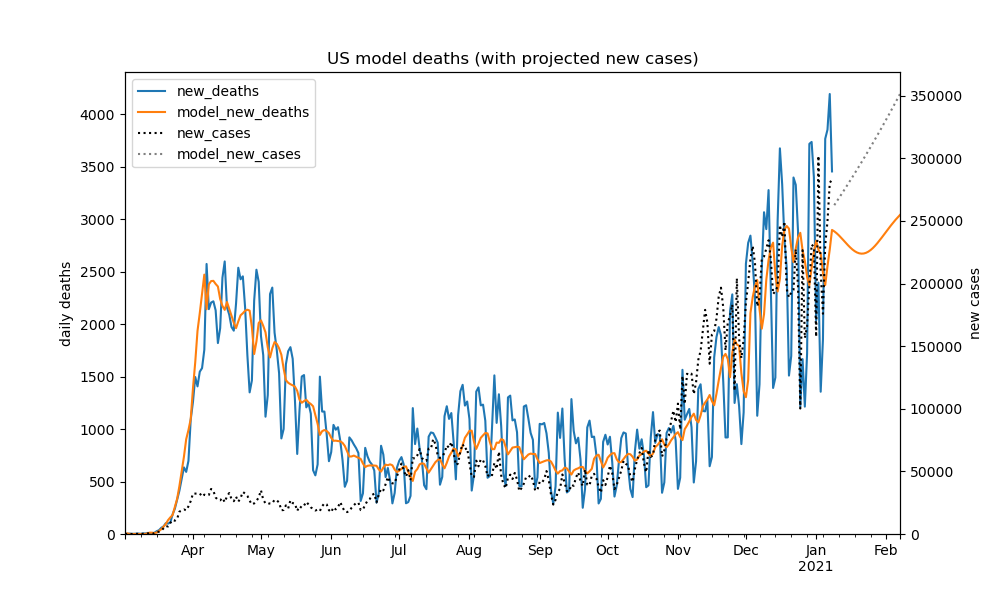 US model deaths (with projected new cases)
new_deaths
model_new_deaths
new_cases
model_new_cases
daily deaths
4000
3500
3000
2500
2000
1500
1000
500
0
350000
300000
250000
200000
150000
100000
50000
0
new cases
Apr May Jun Jul Aug Sep Oct Nov Dec Jan Feb
2021